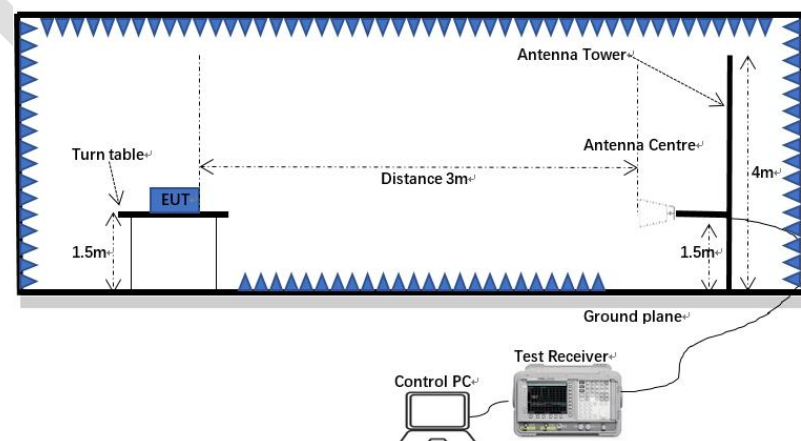 Antenna Tower
Antenna Centre
Turn table
Distance 3m
4m
EUT
1.5m
1.5m
Ground plane
Test Receiver
Control PC